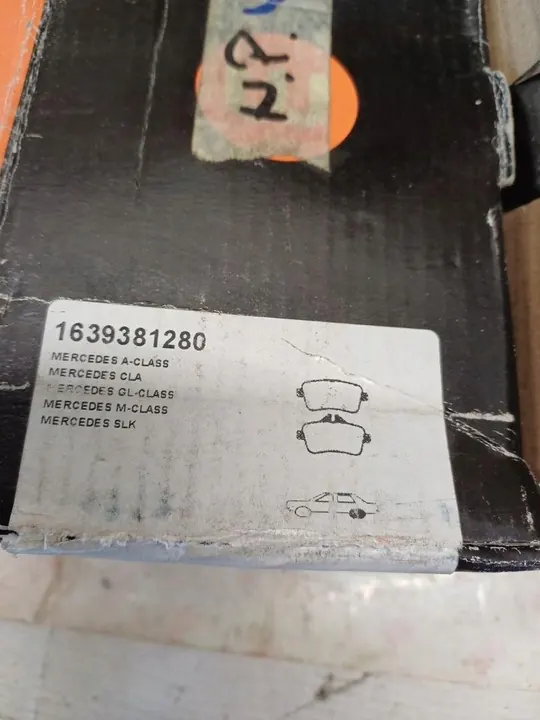 N.P.
1639381280
MERCEDES A-CLASS
MERCEDES CLA
MERCEDES GL-CLASS
MERCEDES M-CLASS
MERCEDES SLK